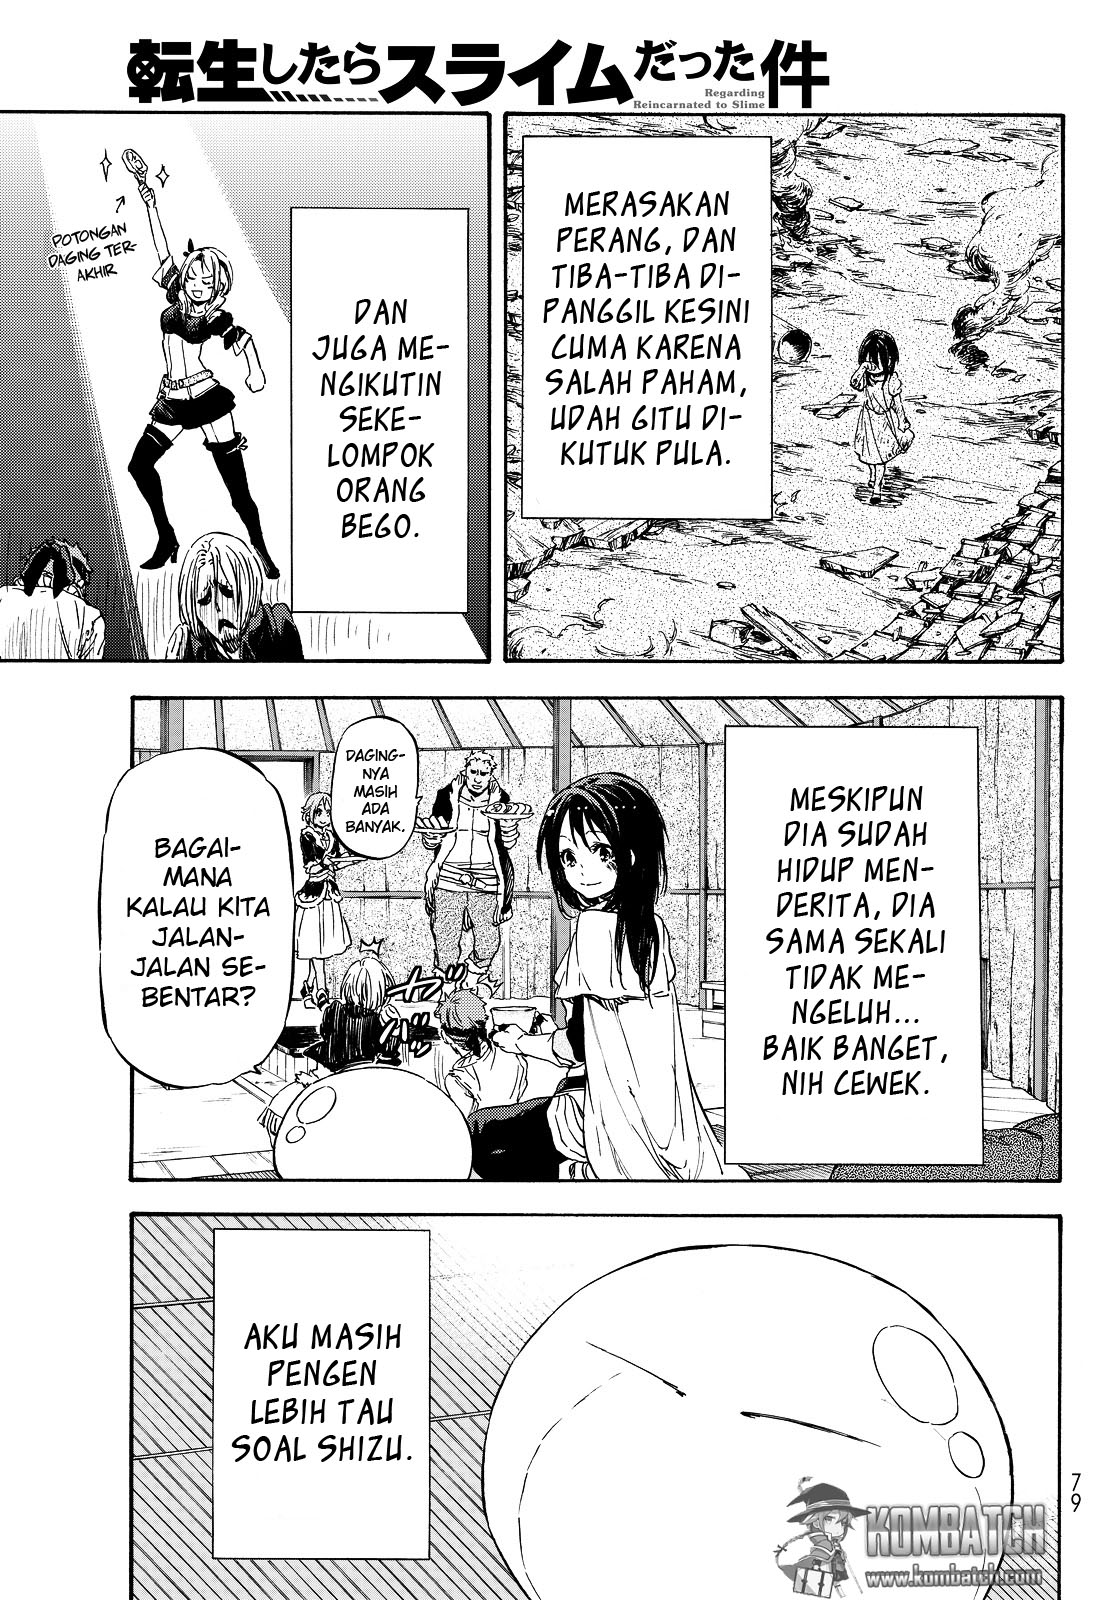 転生したらスライムだった件
Regarding
Reincarnated to Slime
MERASAKAN
PERANG, DAN
TIBA-TIBA DI-
PANGGIL KESINI
CUMA KARENA
SALAH PAHAM,
UDAH GITU DI-
KUTUK PULA.
POTONGAN
DAGING TER-
AKHIR
DAN
JUGA ME-
NGIKUTIN
SEKE-
LOMPOK
ORANG
BEGO.
MESKIPUN
DIA SUDAH
HIDUP MEN-
DERITA, DIA
SAMA SEKALI
TIDAK ME-
NGELUH...
BAIK BANGET,
NIH CEWEK.
DAGING-
NYA
MASIH
ADA
BANYAK.
BAGAI-
MANA
KALAU KITA
JALAN-
JALAN SE-
BENTAR?
AKU MASIH
PENGEN
LEBIH TAU
SOAL SHIZU.
79
KOMBATCH
www.kombatch.com